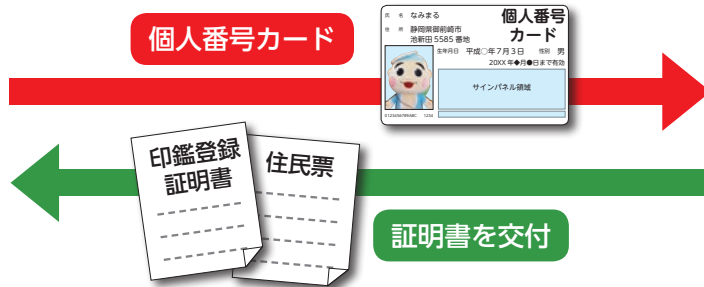 個人番号カード
氏 名 なみまる
個人番号
カード
住 所 静岡県御前崎市
池新田 5585 番地
生年月日 平成○年7月3日 性別 男
20XX 年◆月●日まで有効
サインパネル領域
0123456789ABC 1234
印鑑登録
証明書
住民票
証明書を交付